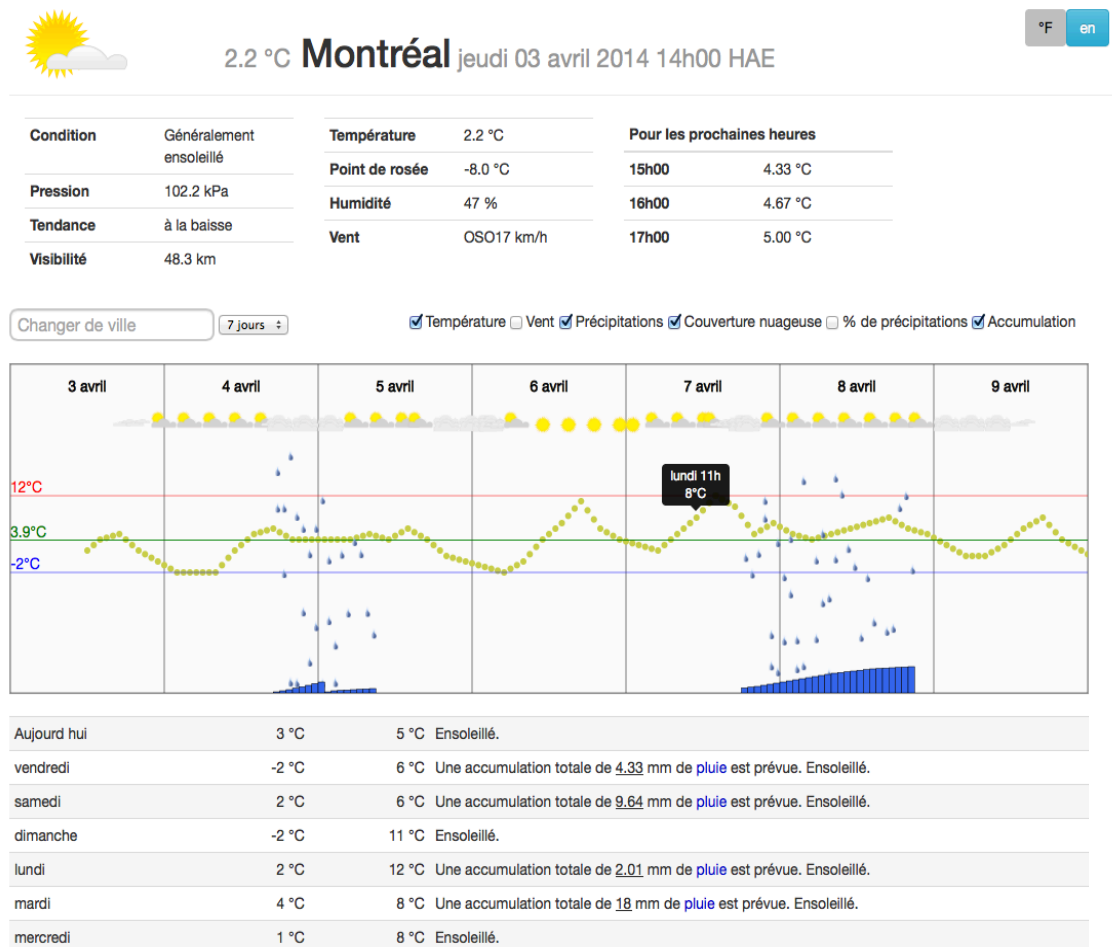 °F en
2.2 °C Montréal jeudi 03 avril 2014 14h00 HAE
Condition Généralement ensoleillé
Pression 102.2 kPa
Tendance à la baisse
Visibilité 48.3 km
Température 2.2 °C
Point de rosée -8.0 °C
Humidité 47 %
Vent OSO17 km/h
Pour les prochaines heures
15h00 4.33 °C
16h00 4.67 °C
17h00 5.00 °C
Changer de ville 7 jours Température Vent Précipitations Couverture nuageuse % de précipitations Accumulation
3 avril 4 avril 5 avril 6 avril 7 avril 8 avril 9 avril
lundi 11h
8°C
12°C
3.9°C
-2°C
Aujourd hui 3 °C 5 °C Ensoleillé.
vendredi -2 °C 6 °C Une accumulation totale de 4.33 mm de pluie est prévue. Ensoleillé.
samedi 2 °C 6 °C Une accumulation totale de 9.64 mm de pluie est prévue. Ensoleillé.
dimanche -2 °C 11 °C Ensoleillé.
lundi 2 °C 12 °C Une accumulation totale de 2.01 mm de pluie est prévue. Ensoleillé.
mardi 4 °C 8 °C Une accumulation totale de 18 mm de pluie est prévue. Ensoleillé.
mercredi 1 °C 8 °C Ensoleillé.